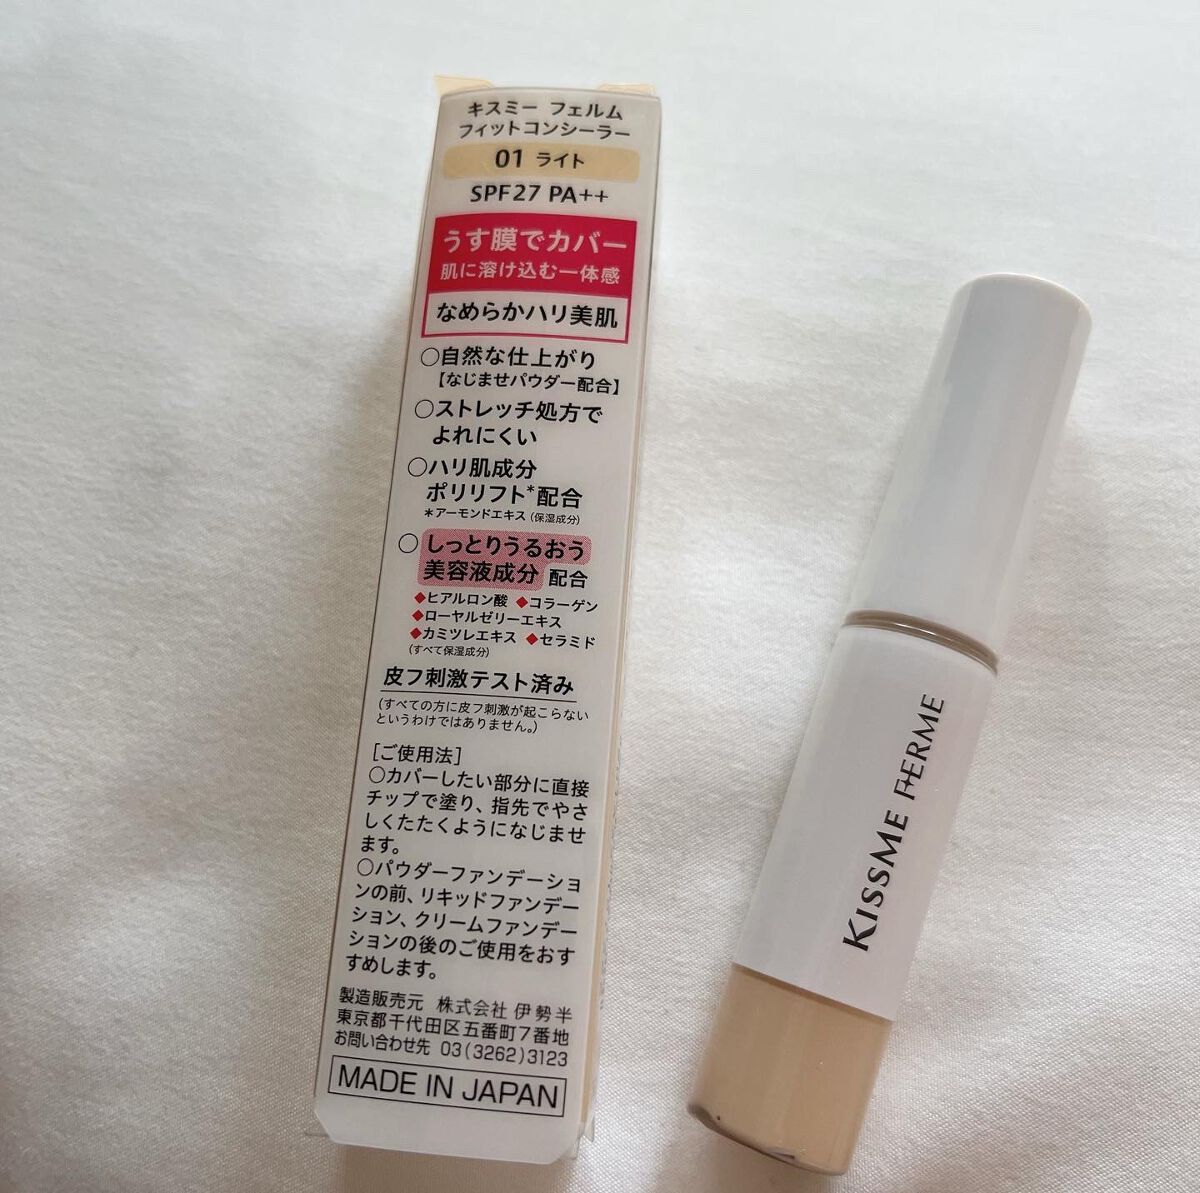 キスミー フェルム
フィットコンシーラー
01 ライト
SPF27 PA++
うす膜でカバー
肌に溶け込む一体感
なめらかハリ美肌
○自然な仕上がり
【なじませパウダー配合】
○ストレッチ処方で
よれにくい
○ハリ肌成分
ポリリフト*配合
*アーモンドエキス(保湿成分)
○しっとりうるおう
美容液成分 配合
◆ヒアルロン酸 ◆コラーゲン
◆ローヤルゼリーエキス
◆カミツレエキス ◆セラミド
(すべて保湿成分)
皮フ刺激テスト済み
(すべての方に皮フ刺激が起こらない
というわけではありません。)
[ご使用法]
○カバーしたい部分に直接
チップで塗り、指先でやさ
しくたたくようになじませ
ます。
○パウダーファンデーショ
ンの前、リキッドファンデー
ション、クリームファンデー
ションの後のご使用をおす
すめします。
製造販売元 株式会社 伊勢半
東京都千代田区五番町7番地
お問い合わせ先 03(3262)3123
MADE IN JAPAN
KISSME FERME